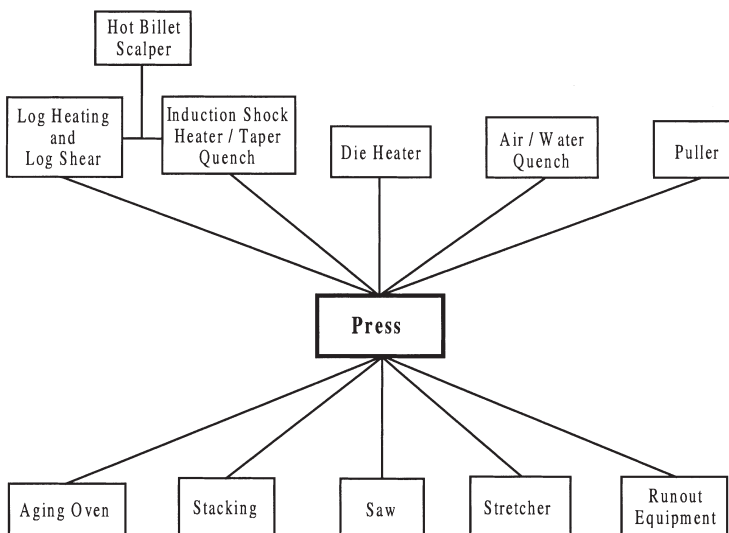 Hot Billet
Scalper
Log Heating
and
Log Shear
Induction Shock
Heater / Taper
Quench
Die Heater
Air / Water
Quench
Puller
Press
Aging Oven
Stacking
Saw
Stretcher
Runout
Equipment